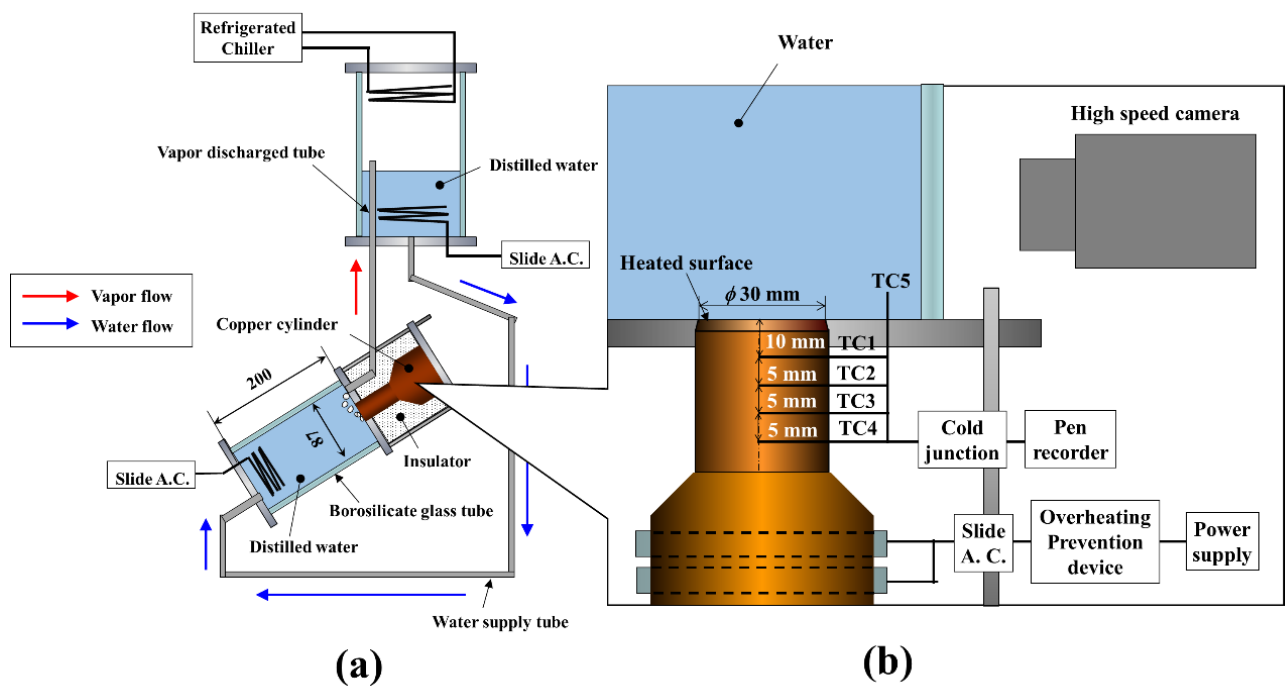 Refrigerated
Chiller
Vapor discharged tube
Distilled water
Slide A.C.
Vapor flow
Water flow
Copper cylinder
200
87
Insulator
Slide A.C.
Borosilicate glass tube
Distilled water
Water supply tube
(a)
Water
High speed camera
Heated surface
ϕ 30 mm
TC5
10 mm
TC1
5 mm
TC2
5 mm
TC3
5 mm
TC4
Cold
junction
Pen
recorder
Slide
A. C.
Overheating
Prevention
device
Power
supply
(b)